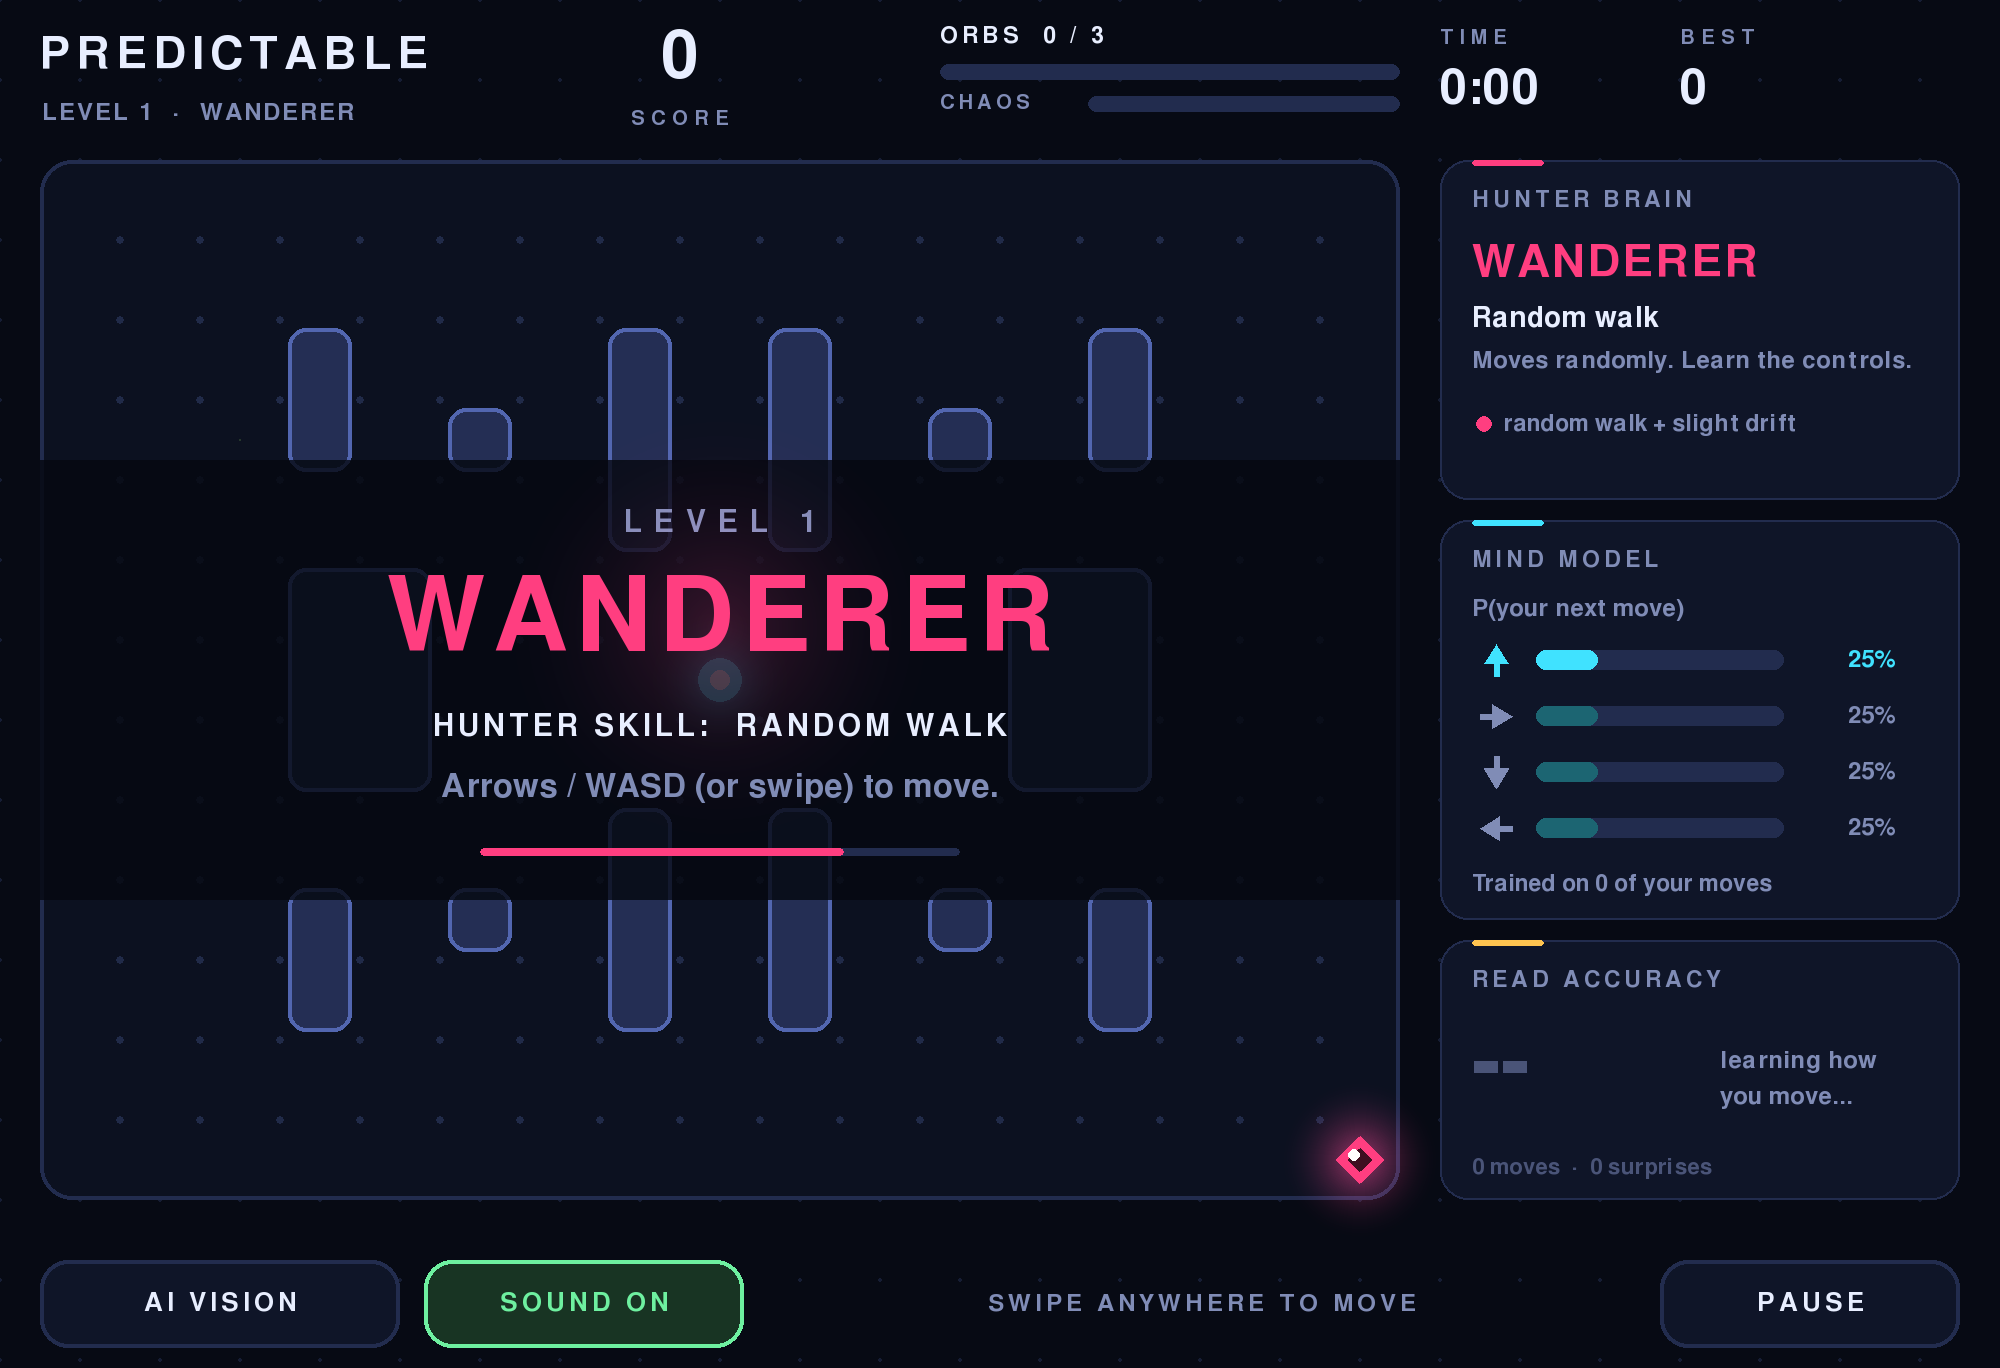 PREDICTABLE
LEVEL 1 · WANDERER
0
SCORE
ORBS 0 / 3
CHAOS
TIME
0:00
BEST
0
LEVEL 1
WANDERER
HUNTER SKILL: RANDOM WALK
Arrows / WASD (or swipe) to move.
HUNTER BRAIN
WANDERER
Random walk
Moves randomly. Learn the controls.
random walk + slight drift
MIND MODEL
P(your next move)
25%
25%
25%
25%
Trained on 0 of your moves
READ ACCURACY
--
learning how
you move...
0 moves · 0 surprises
AI VISION
SOUND ON
SWIPE ANYWHERE TO MOVE
PAUSE